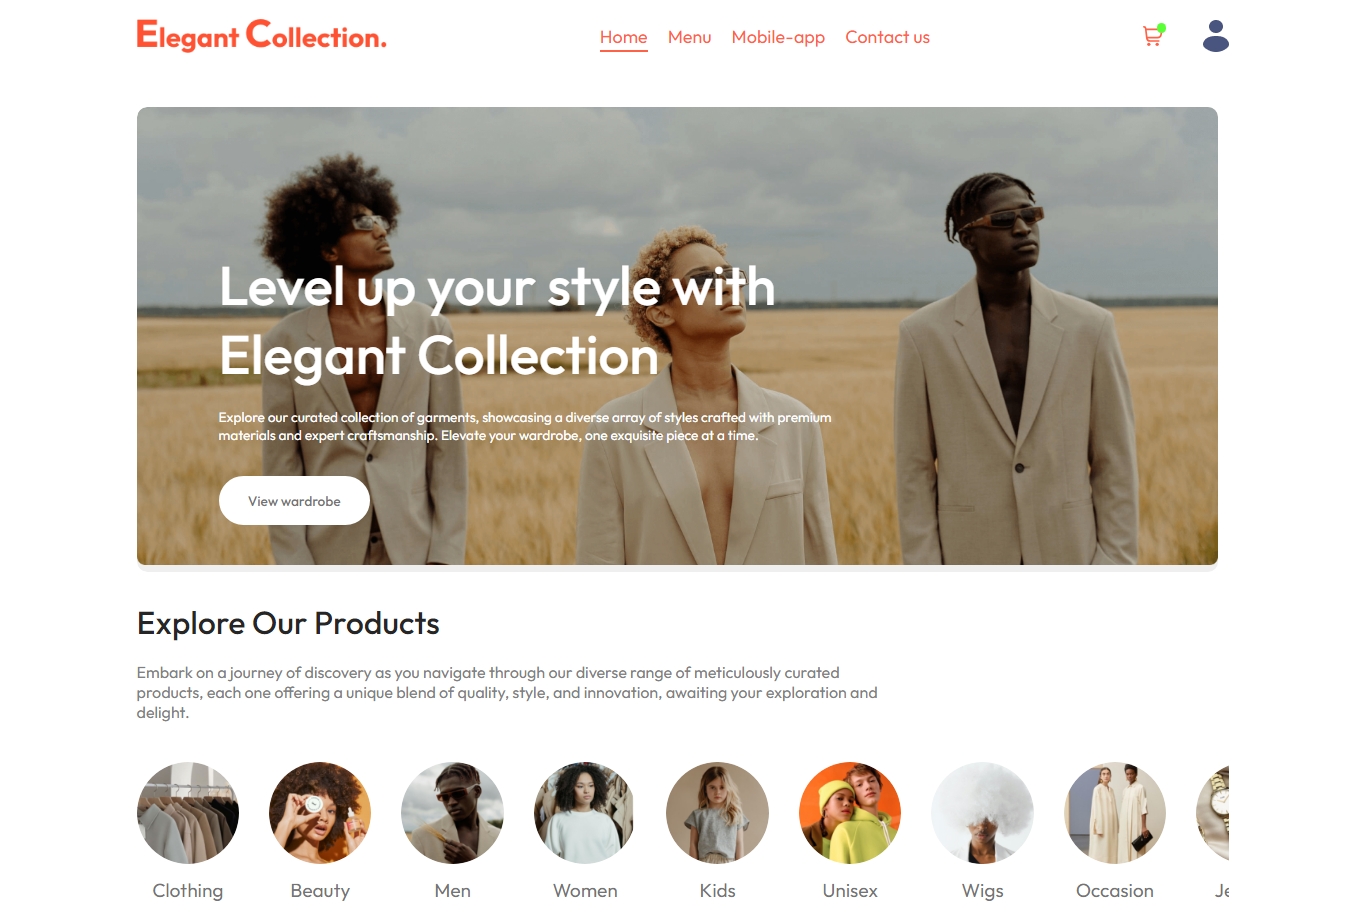 Elegant Collection.
Home Menu Mobile-app Contact us
Level up your style with
Elegant Collection
Explore our curated collection of garments, showcasing a diverse array of styles crafted with premium
materials and expert craftsmanship. Elevate your wardrobe, one exquisite piece at a time.
View wardrobe
Explore Our Products
Embark on a journey of discovery as you navigate through our diverse range of meticulously curated
products, each one offering a unique blend of quality, style, and innovation, awaiting your exploration and
delight.
Clothing Beauty Men Women Kids Unisex Wigs Occasion Je